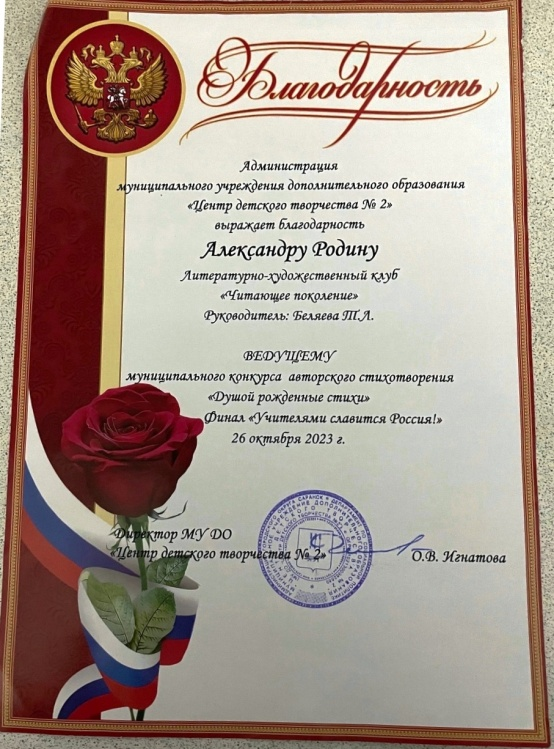 Благодарность
Администрация
муниципального учреждения дополнительного образования
«Центр детского творчества № 2»
выражает благодарность
Александру Родину
Литературно-художественный клуб
«Читающее поколение»
Руководитель: Беляева Т.Л.
ВЕДУЩЕМУ
муниципального конкурса авторского стихотворения
«Душой рожденные стихи»
Финал «Учителями славится Россия!»
26 октября 2023 г.
Директор МУ ДО
«Центр детского творчества № 2»
О.В. Игнатова